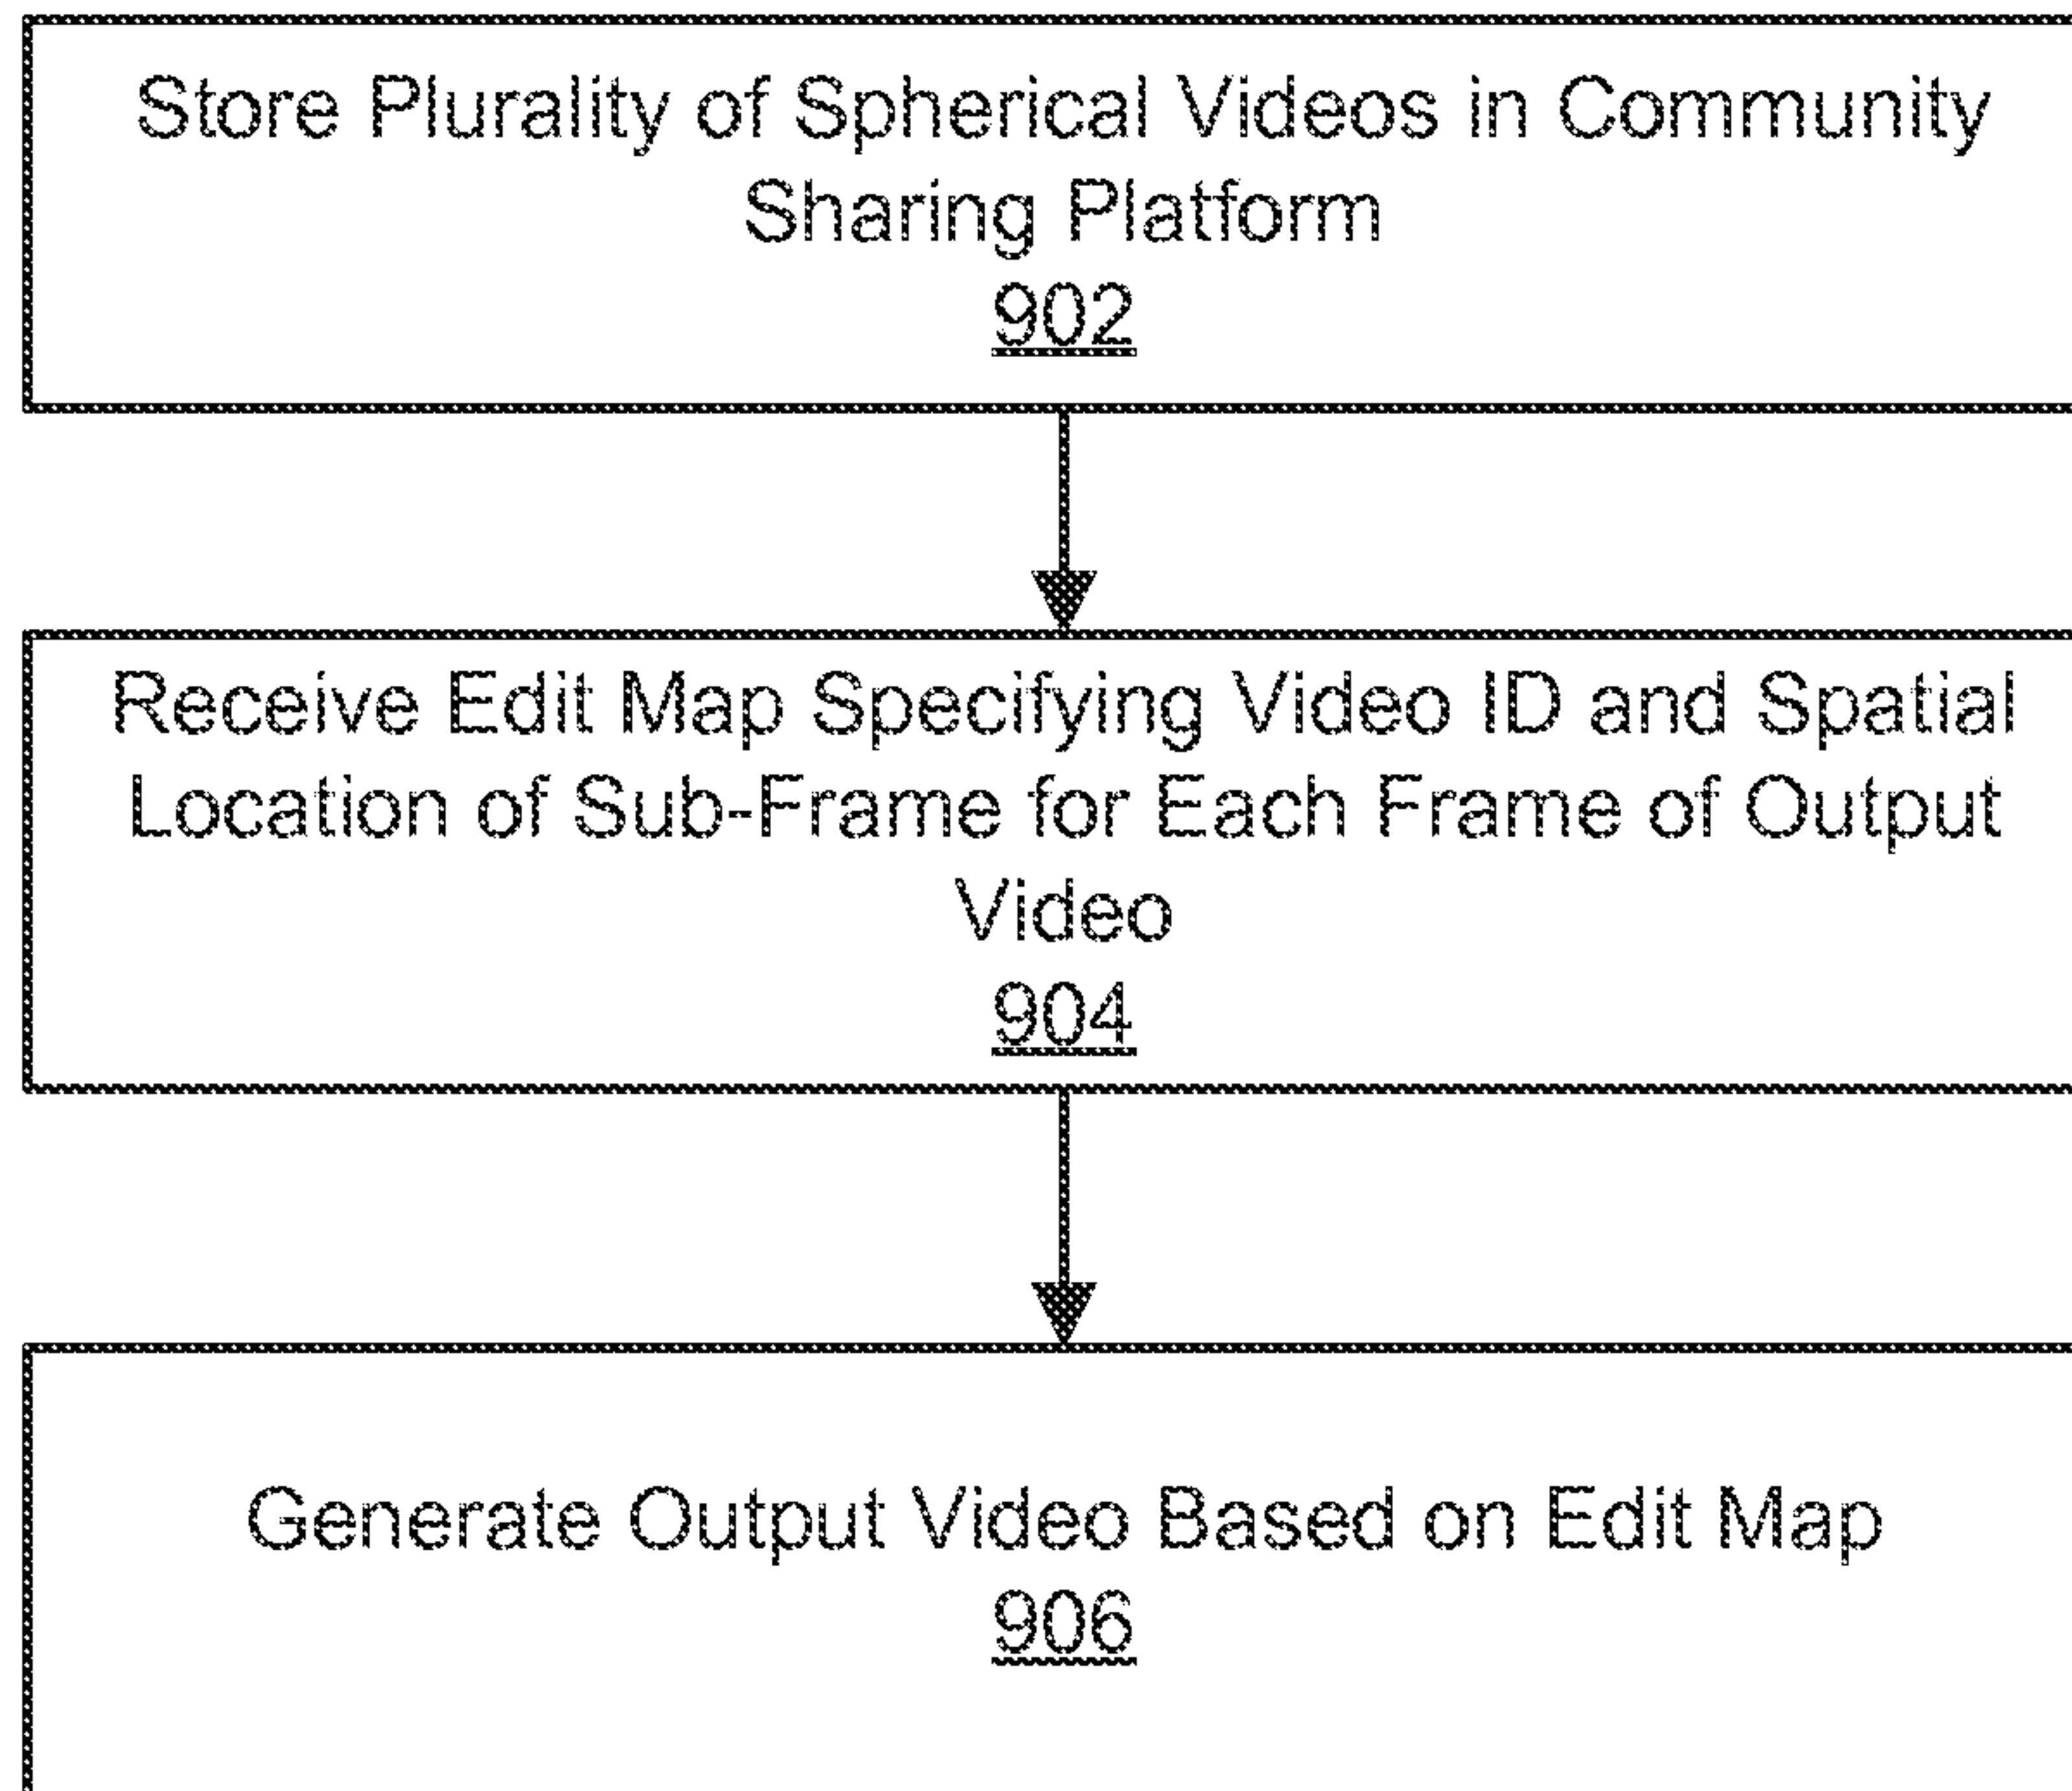 Store Plurality of Spherical Videos in Community
Sharing Platform
902
Receive Edit Map Specifying Video ID and Spatial
Location of Sub-Frame for Each Frame of Output
Video
904
Generate Output Video Based on Edit Map
906